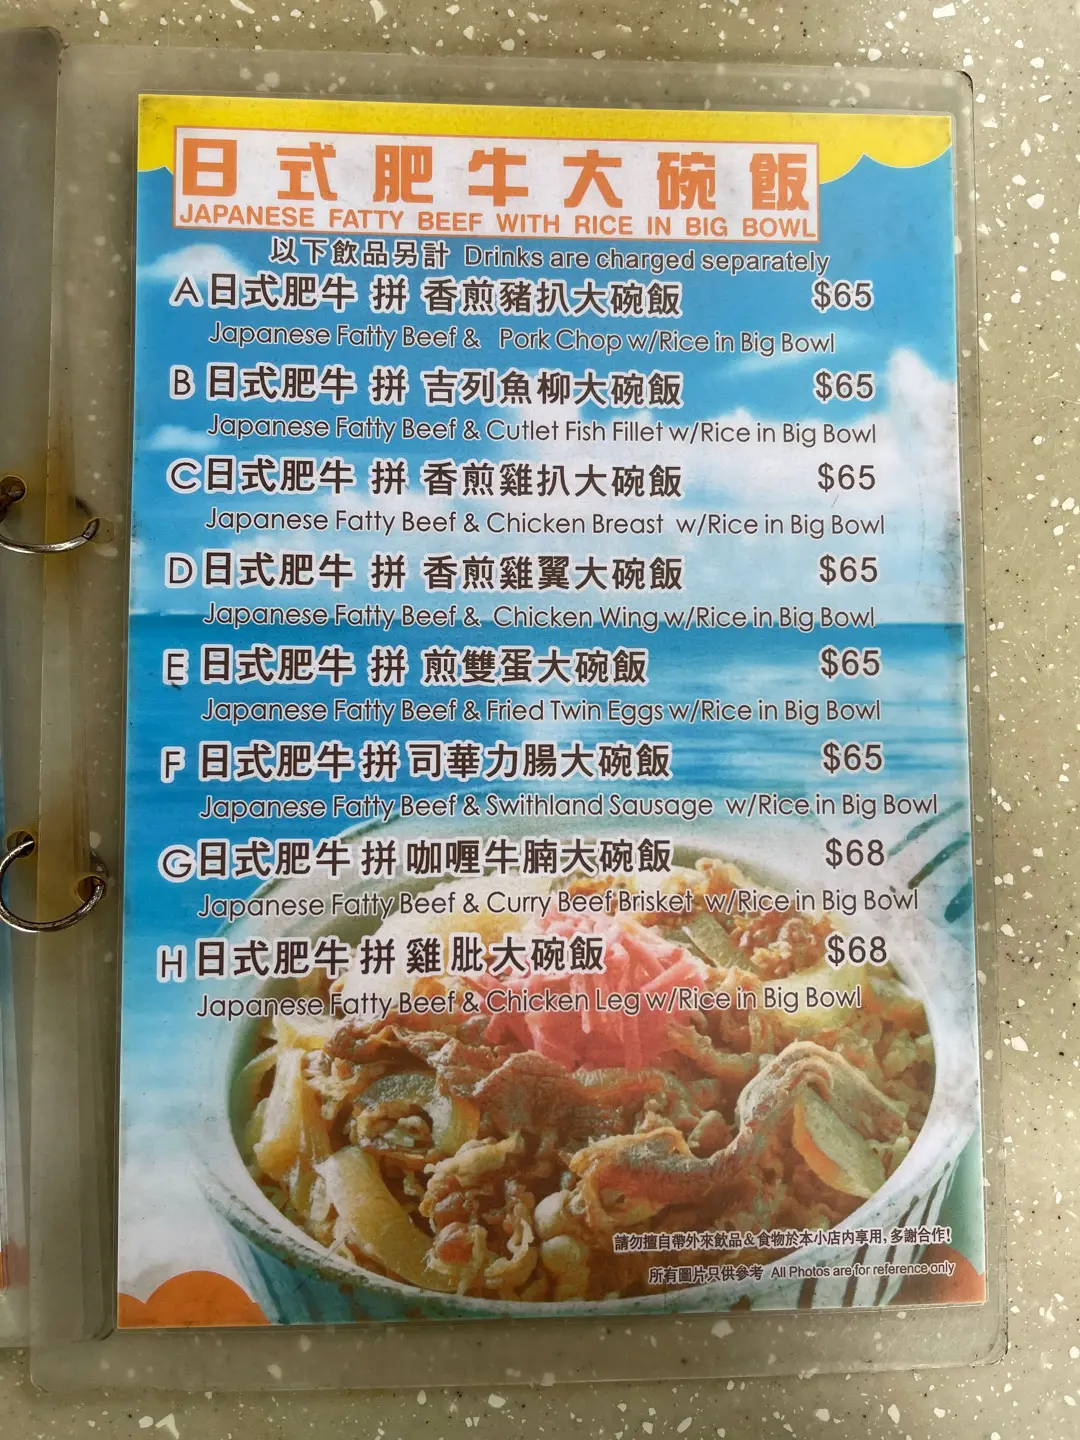 日式肥牛大碗飯
JAPANESE FATTY BEEF WITH RICE IN BIG BOWL
以下飲品另計 Drinks are charged separately
A 日式肥牛 拼 香煎豬扒大碗飯 $65
Japanese Fatty Beef & Pork Chop w/Rice in Big Bowl
B 日式肥牛 拼 吉列魚柳大碗飯 $65
Japanese Fatty Beef & Cutlet Fish Fillet w/Rice in Big Bowl
C 日式肥牛 拼 香煎雞扒大碗飯 $65
Japanese Fatty Beef & Chicken Breast w/Rice in Big Bowl
D 日式肥牛 拼 香煎雞翼大碗飯 $65
Japanese Fatty Beef & Chicken Wing w/Rice in Big Bowl
E 日式肥牛 拼 煎雙蛋大碗飯 $65
Japanese Fatty Beef & Fried Twin Eggs w/Rice in Big Bowl
F 日式肥牛 拼 司華力腸大碗飯 $65
Japanese Fatty Beef & Swithland Sausage w/Rice in Big Bowl
G 日式肥牛 拼 咖喱牛腩大碗飯 $68
Japanese Fatty Beef & Curry Beef Brisket w/Rice in Big Bowl
H 日式肥牛 拼 雞肶大碗飯 $68
Japanese Fatty Beef & Chicken Leg w/Rice in Big Bowl
請勿擅自帶外來飲品&食物於本小店內享用,多謝合作!
所有圖片只供參考 All Photos are for reference only